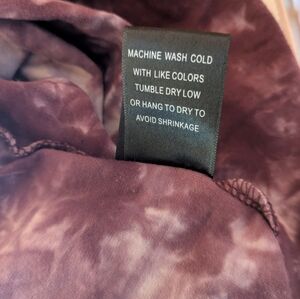 MACHINE WASH COLD
WITH LIKE COLORS
TUMBLE DRY LOW
OR HANG TO DRY TO
AVOID SHRINKAGE